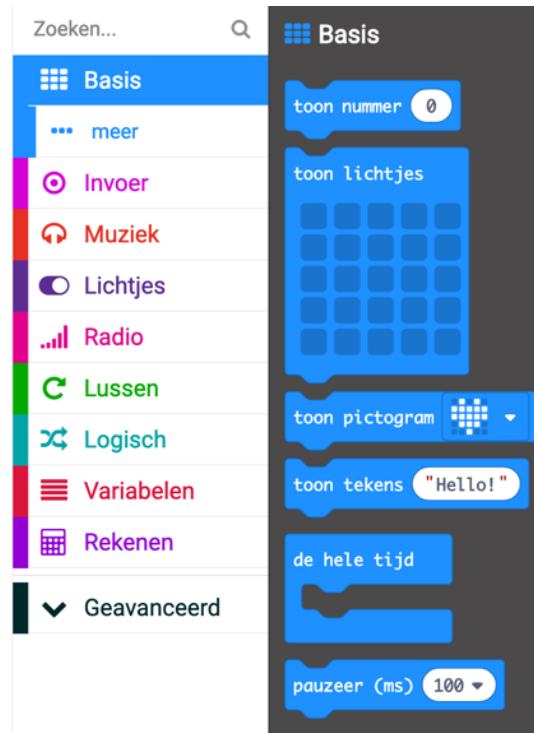 Zoeken...
Basis
meer
Invoer
Muziek
Lichtjes
Radio
Lussen
Logisch
Variabelen
Rekenen
Geavanceerd
Basis
toon nummer 0
toon lichtjes
toon pictogram
toon tekens "Hello!"
de hele tijd
pauzeer (ms) 100